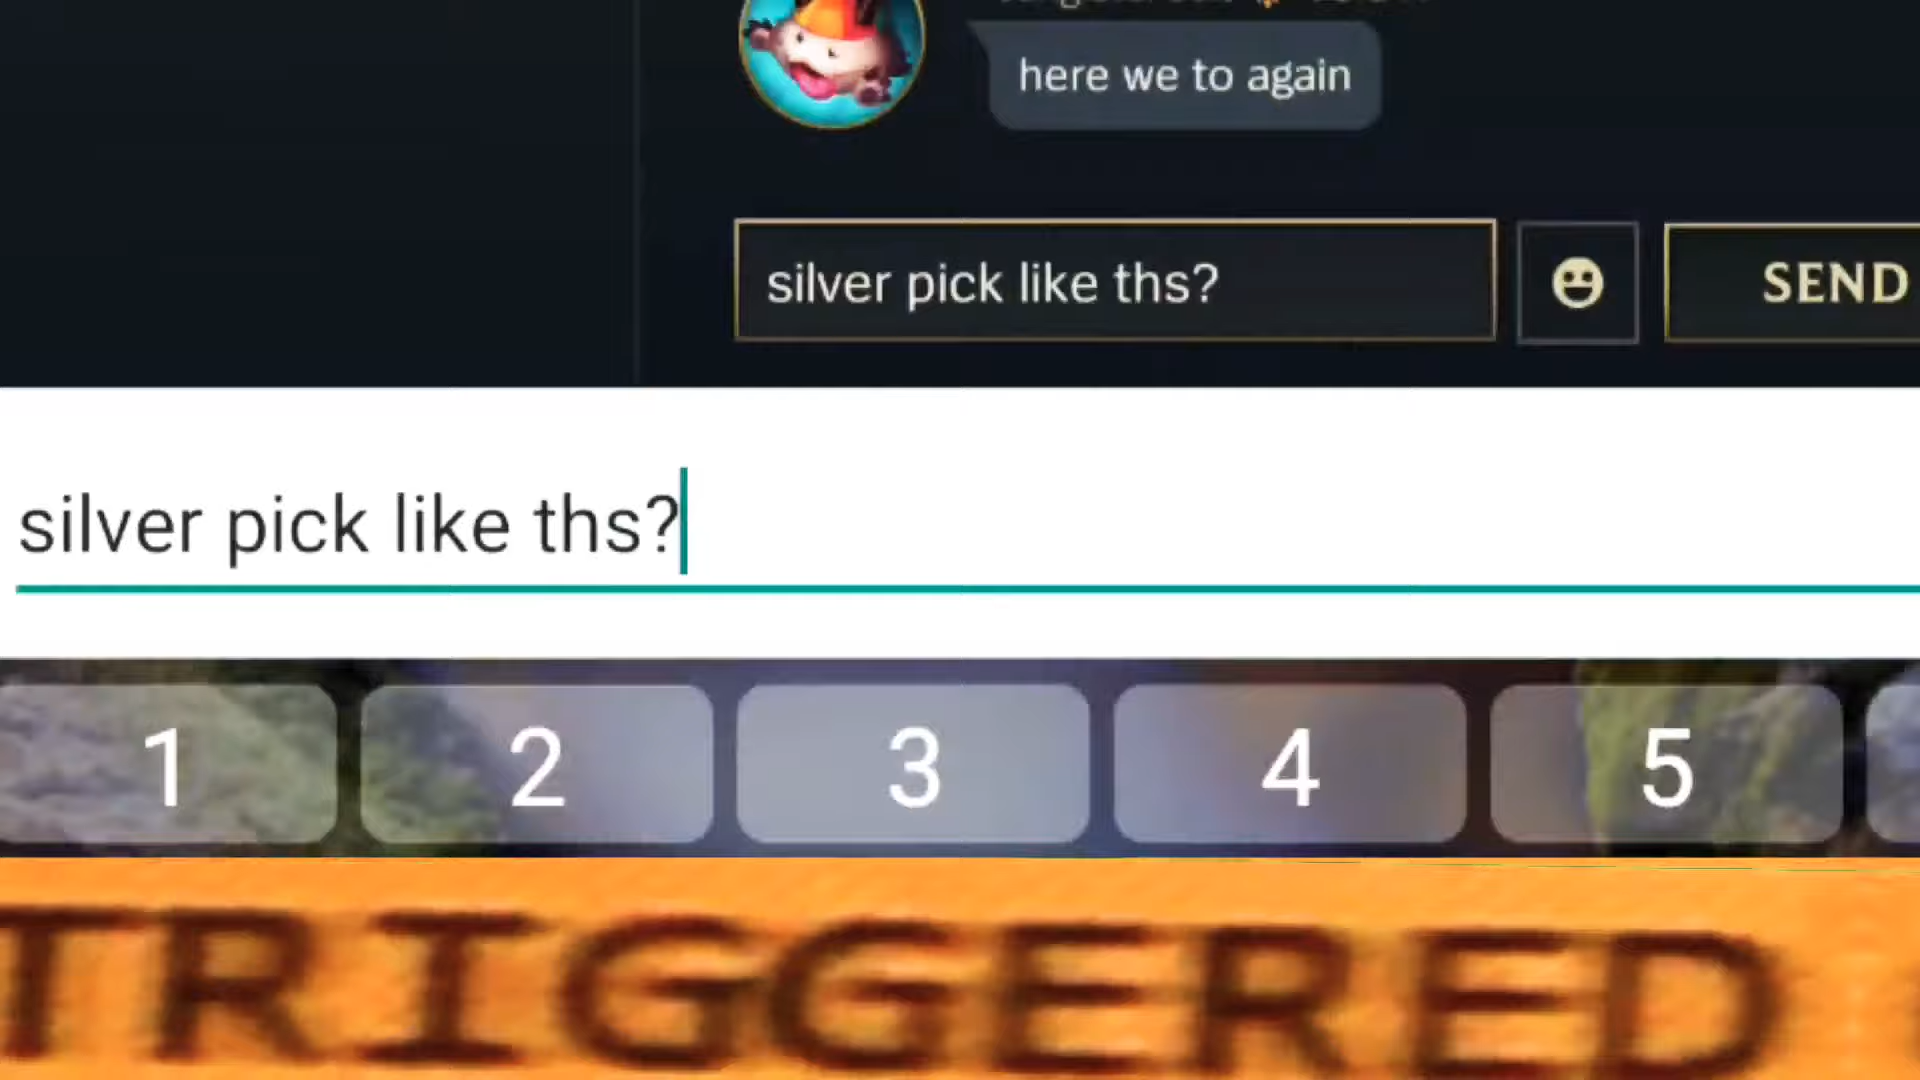 here we to again
silver pick like ths?
SEND
silver pick like ths?
1 2 3 4 5
TRIGGERED